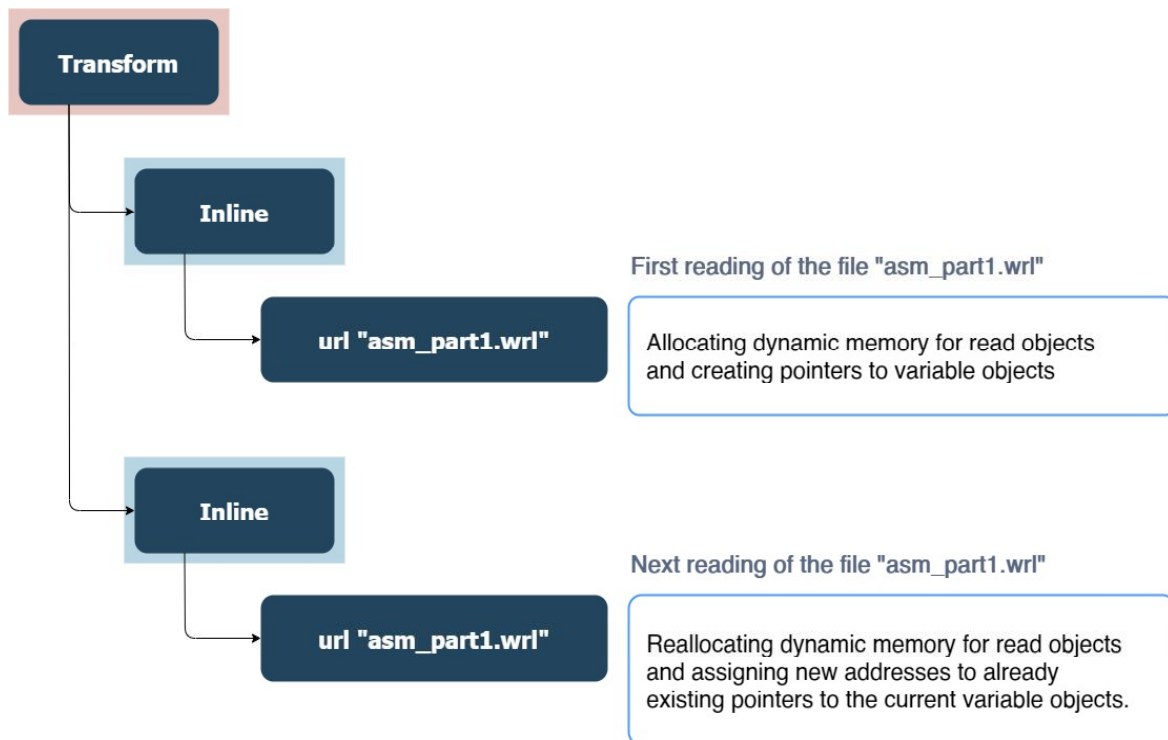 Transform
Inline
First reading of the file "asm_part1.wrl"
url "asm_part1.wrl"
Allocating dynamic memory for read objects
and creating pointers to variable objects
Inline
Next reading of the file "asm_part1.wrl"
url "asm_part1.wrl"
Reallocating dynamic memory for read objects
and assigning new addresses to already
existing pointers to the current variable objects.